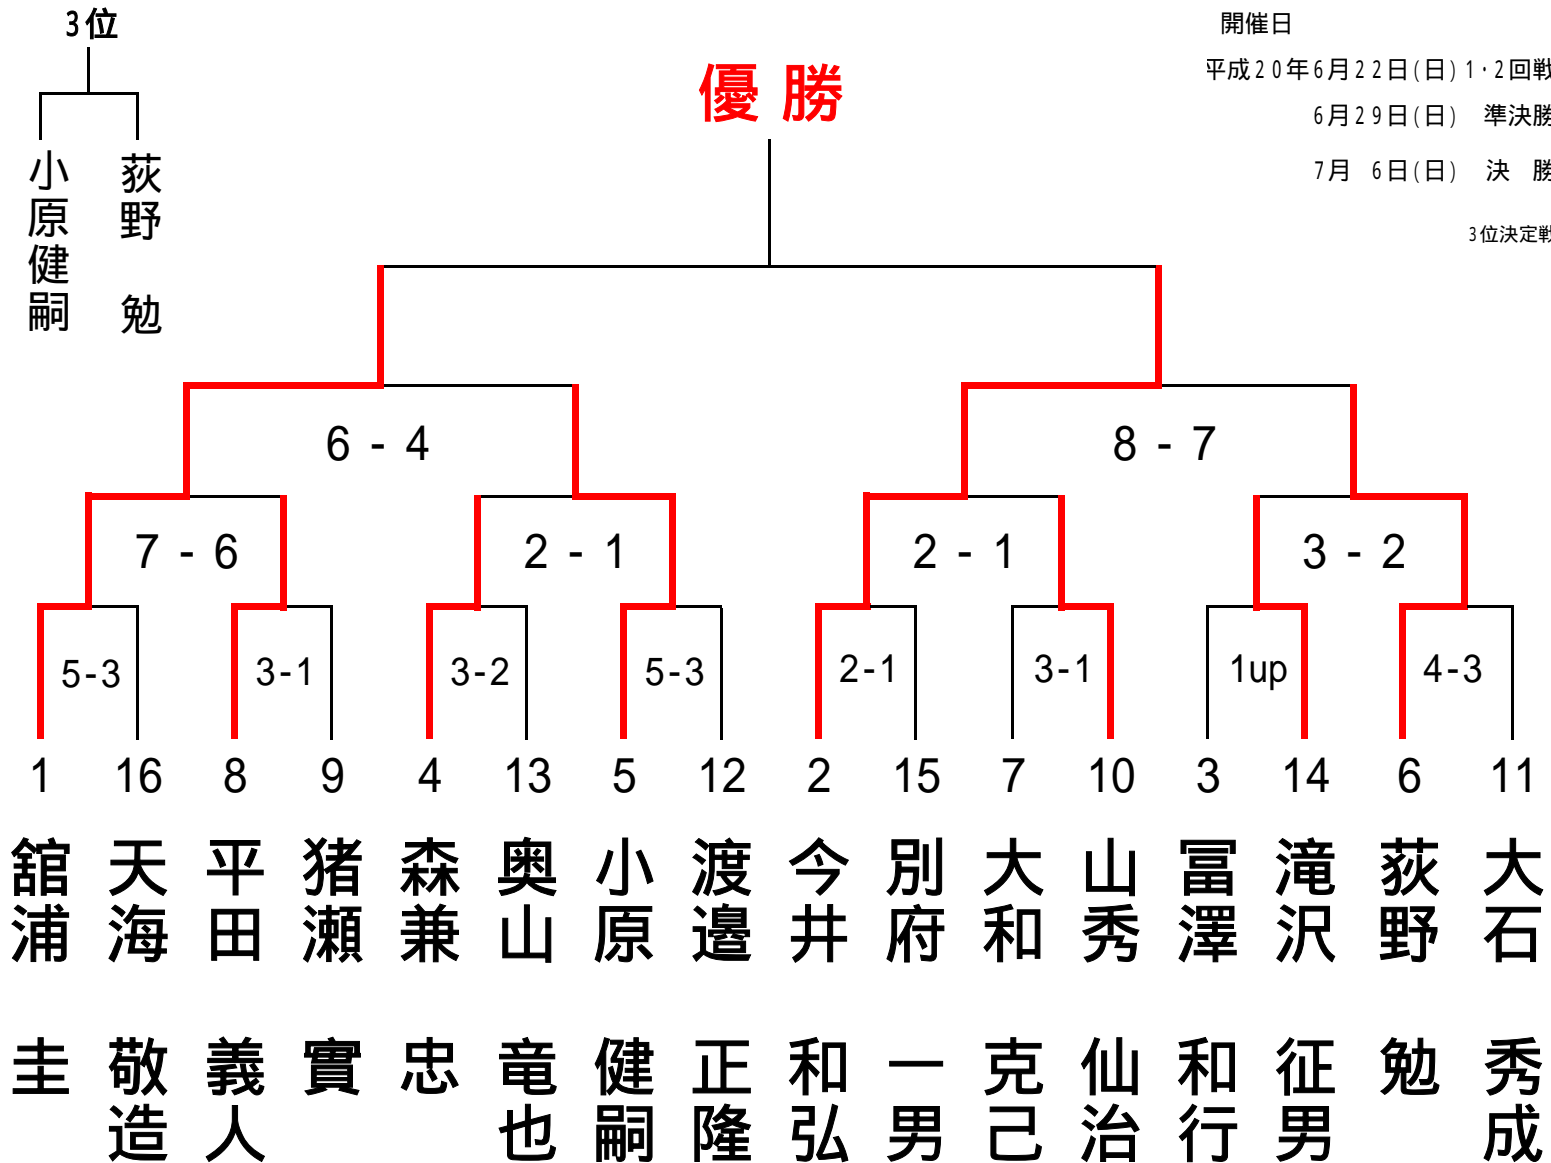 3位
小原健嗣
荻野 勉
優勝
開催日
平成20年6月22日(日)1・2回戦
6月29日(日) 準決勝
7月 6日(日) 決 勝
3位決定戦
6 - 4
8 - 7
7 - 6
2 - 1
2 - 1
3 - 2
5-3
3-1
3-2
5-3
2-1
3-1
1up
4-3
1
16
8
9
4
13
5
12
2
15
7
10
3
14
6
11
舘浦 圭
天海 敬造
平田 義人
猪瀬 實
森兼 忠
奥山 竜也
小原 健嗣
渡邉 正隆
今井 和弘
別府 一男
大和 克己
山秀 仙治
冨澤 和行
滝沢 征男
荻野 勉
大石 秀成